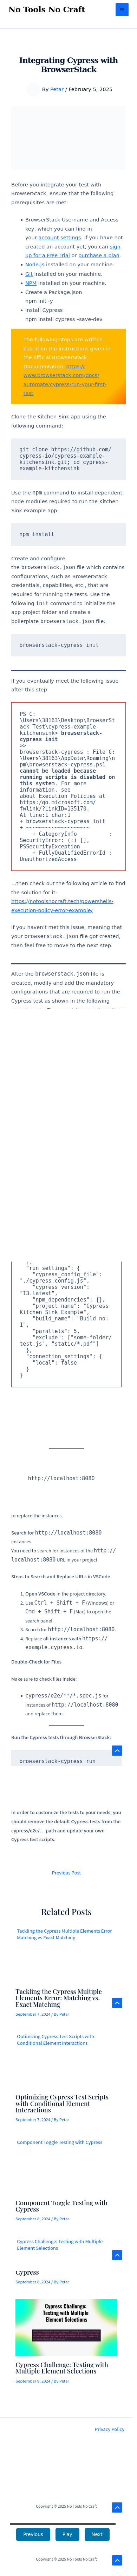 No Tools No Craft
Integrating Cypress with
BrowserStack
By Petar / February 5, 2025
Before you integrate your test with
BrowserStack, ensure that the following
prerequisites are met:
BrowserStack Username and Access
key, which you can find in
your account settings. If you have not
created an account yet, you can sign
up for a Free Trial or purchase a plan.
Node js installed on your machine.
Git installed on your machine.
NPM installed on your machine.
Create a Package.json
npm init -y
Install Cypress
npm install cypress –save-dev
The following steps are written
based on the instructions given in
the official BrowserStack
Documentation: https://
www.browserstack.com/docs/
automate/cypress/run-your-first-
test
Clone the Kitchen Sink app using the
following command:
git clone https://github.com/
cypress-io/cypress-example-
kitchensink.git; cd cypress-
example-kitchensink
Use the npm command to install dependent
node modules required to run the Kitchen
Sink example app:
npm install
Create and configure
the browserstack.json file which contains
configurations, such as BrowserStack
credentials, capabilities, etc., that are
required for running the tests. Use the
following init command to initialize the
app project folder and create a
boilerplate browserstack.json file:
browserstack-cypress init
If you eventually meet the following issue
after this step
PS C:
\Users\38163\Desktop\BrowserSt
ack Test\cypress-example-
kitchensink> browserstack-
cypress init
>>
browserstack-cypress : File C:
\Users\38163\AppData\Roaming\n
pm\browserstack-cypress.ps1
cannot be loaded because
running scripts is disabled on
this system. For more
information, see
about_Execution_Policies at
https:/go.microsoft.com/
fwlink/?LinkID=135170.
At line:1 char:1
+ browserstack-cypress init
+ CategoryInfo :
SecurityError: (:) [],
PSSecurityException
+ FullyQualifiedErrorId :
UnauthorizedAccess
…then check out the following article to find
the solution for it:
https://notoolsnocraft.tech/powershells-
execution-policy-error-example/
If you haven't met this issue, meaning that
your browserstack.json file got created,
then feel free to move to the next step.
After the browserstack.json file is
created, modify and add the mandatory
configurations that are required to run the
Cypress test as shown in the following
"run_settings": {
"cypress_config_file":
"./cypress.config.js",
"cypress_version":
"13.latest",
"npm_dependencies": {},
"project_name": "Cypress
Kitchen Sink Example",
"build_name": "Build no:
1",
"parallels": 5,
"exclude": ["some-folder/
test.js", "static/*.pdf"]
},
"connection_settings": {
"local": false
}
}
http://localhost:8080
to replace the instances.
Search for http://localhost:8080
instances
You need to search for instances of the http://
localhost:8080 URL in your project.
Steps to Search and Replace URLs in VSCode
1. Open VSCode in the project directory.
2. Use Ctrl + Shift + F (Windows) or
Cmd + Shift + F (Mac) to open the
search panel.
3. Search for http://localhost:8080.
4. Replace all instances with https://
example.cypress.io.
Double-Check for Files
Make sure to check files inside:
cypress/e2e/**/*.spec.js for
instances of http://localhost:8080
and replace them.
Run the Cypress tests through BrowserStack:
browserstack-cypress run
In order to customize the tests to your needs, you
should remove the default Cypress tests from the
cypress/e2e/… path and update your own
Cypress test scripts.
Previous Post
Related Posts
Tackling the Cypress Multiple Elements Error
Matching vs Exact Matching
Tackling the Cypress Multiple
Elements Error: Matching vs.
Exact Matching
September 7, 2024 / By Petar
Optimizing Cypress Test Scripts with
Conditional Element Interactions
Optimizing Cypress Test Scripts
with Conditional Element
Interactions
September 7, 2024 / By Petar
Component Toggle Testing with Cypress
Component Toggle Testing with
Cypress
September 8, 2024 / By Petar
Cypress Challenge: Testing with Multiple
Element Selections
Cypress
September 8, 2024 / By Petar
Cypress Challenge:
Testing with Multiple
Element Selections
Cypress Challenge: Testing with
Multiple Element Selections
September 9, 2024 / By Petar
Privacy Policy
Copyright © 2025 No Tools No Craft
Previous Play Next
Copyright © 2025 No Tools No Craft